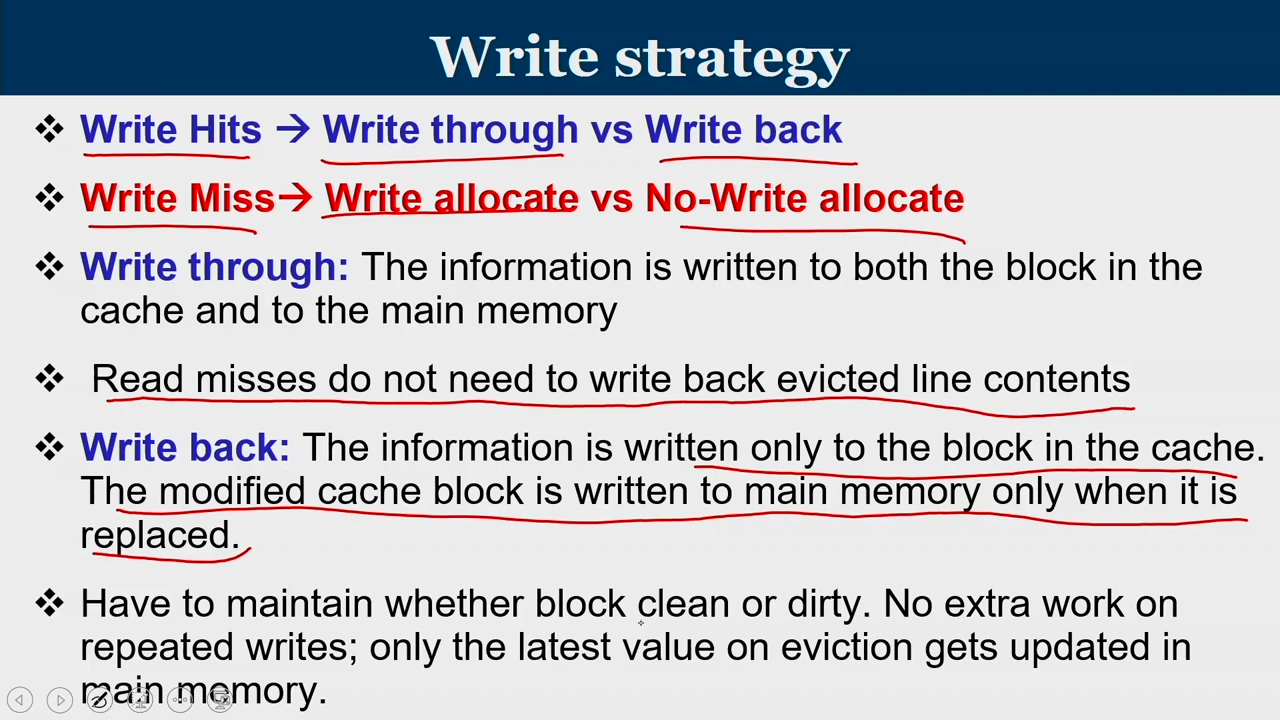 Write strategy
❖ Write Hits → Write through vs Write back
❖ Write Miss→ Write allocate vs No-Write allocate
❖ Write through: The information is written to both the block in the
cache and to the main memory
❖ Read misses do not need to write back evicted line contents
❖ Write back: The information is written only to the block in the cache.
The modified cache block is written to main memory only when it is
replaced.
❖ Have to maintain whether block clean or dirty. No extra work on
repeated writes; only the latest value on eviction gets updated in
main memory.